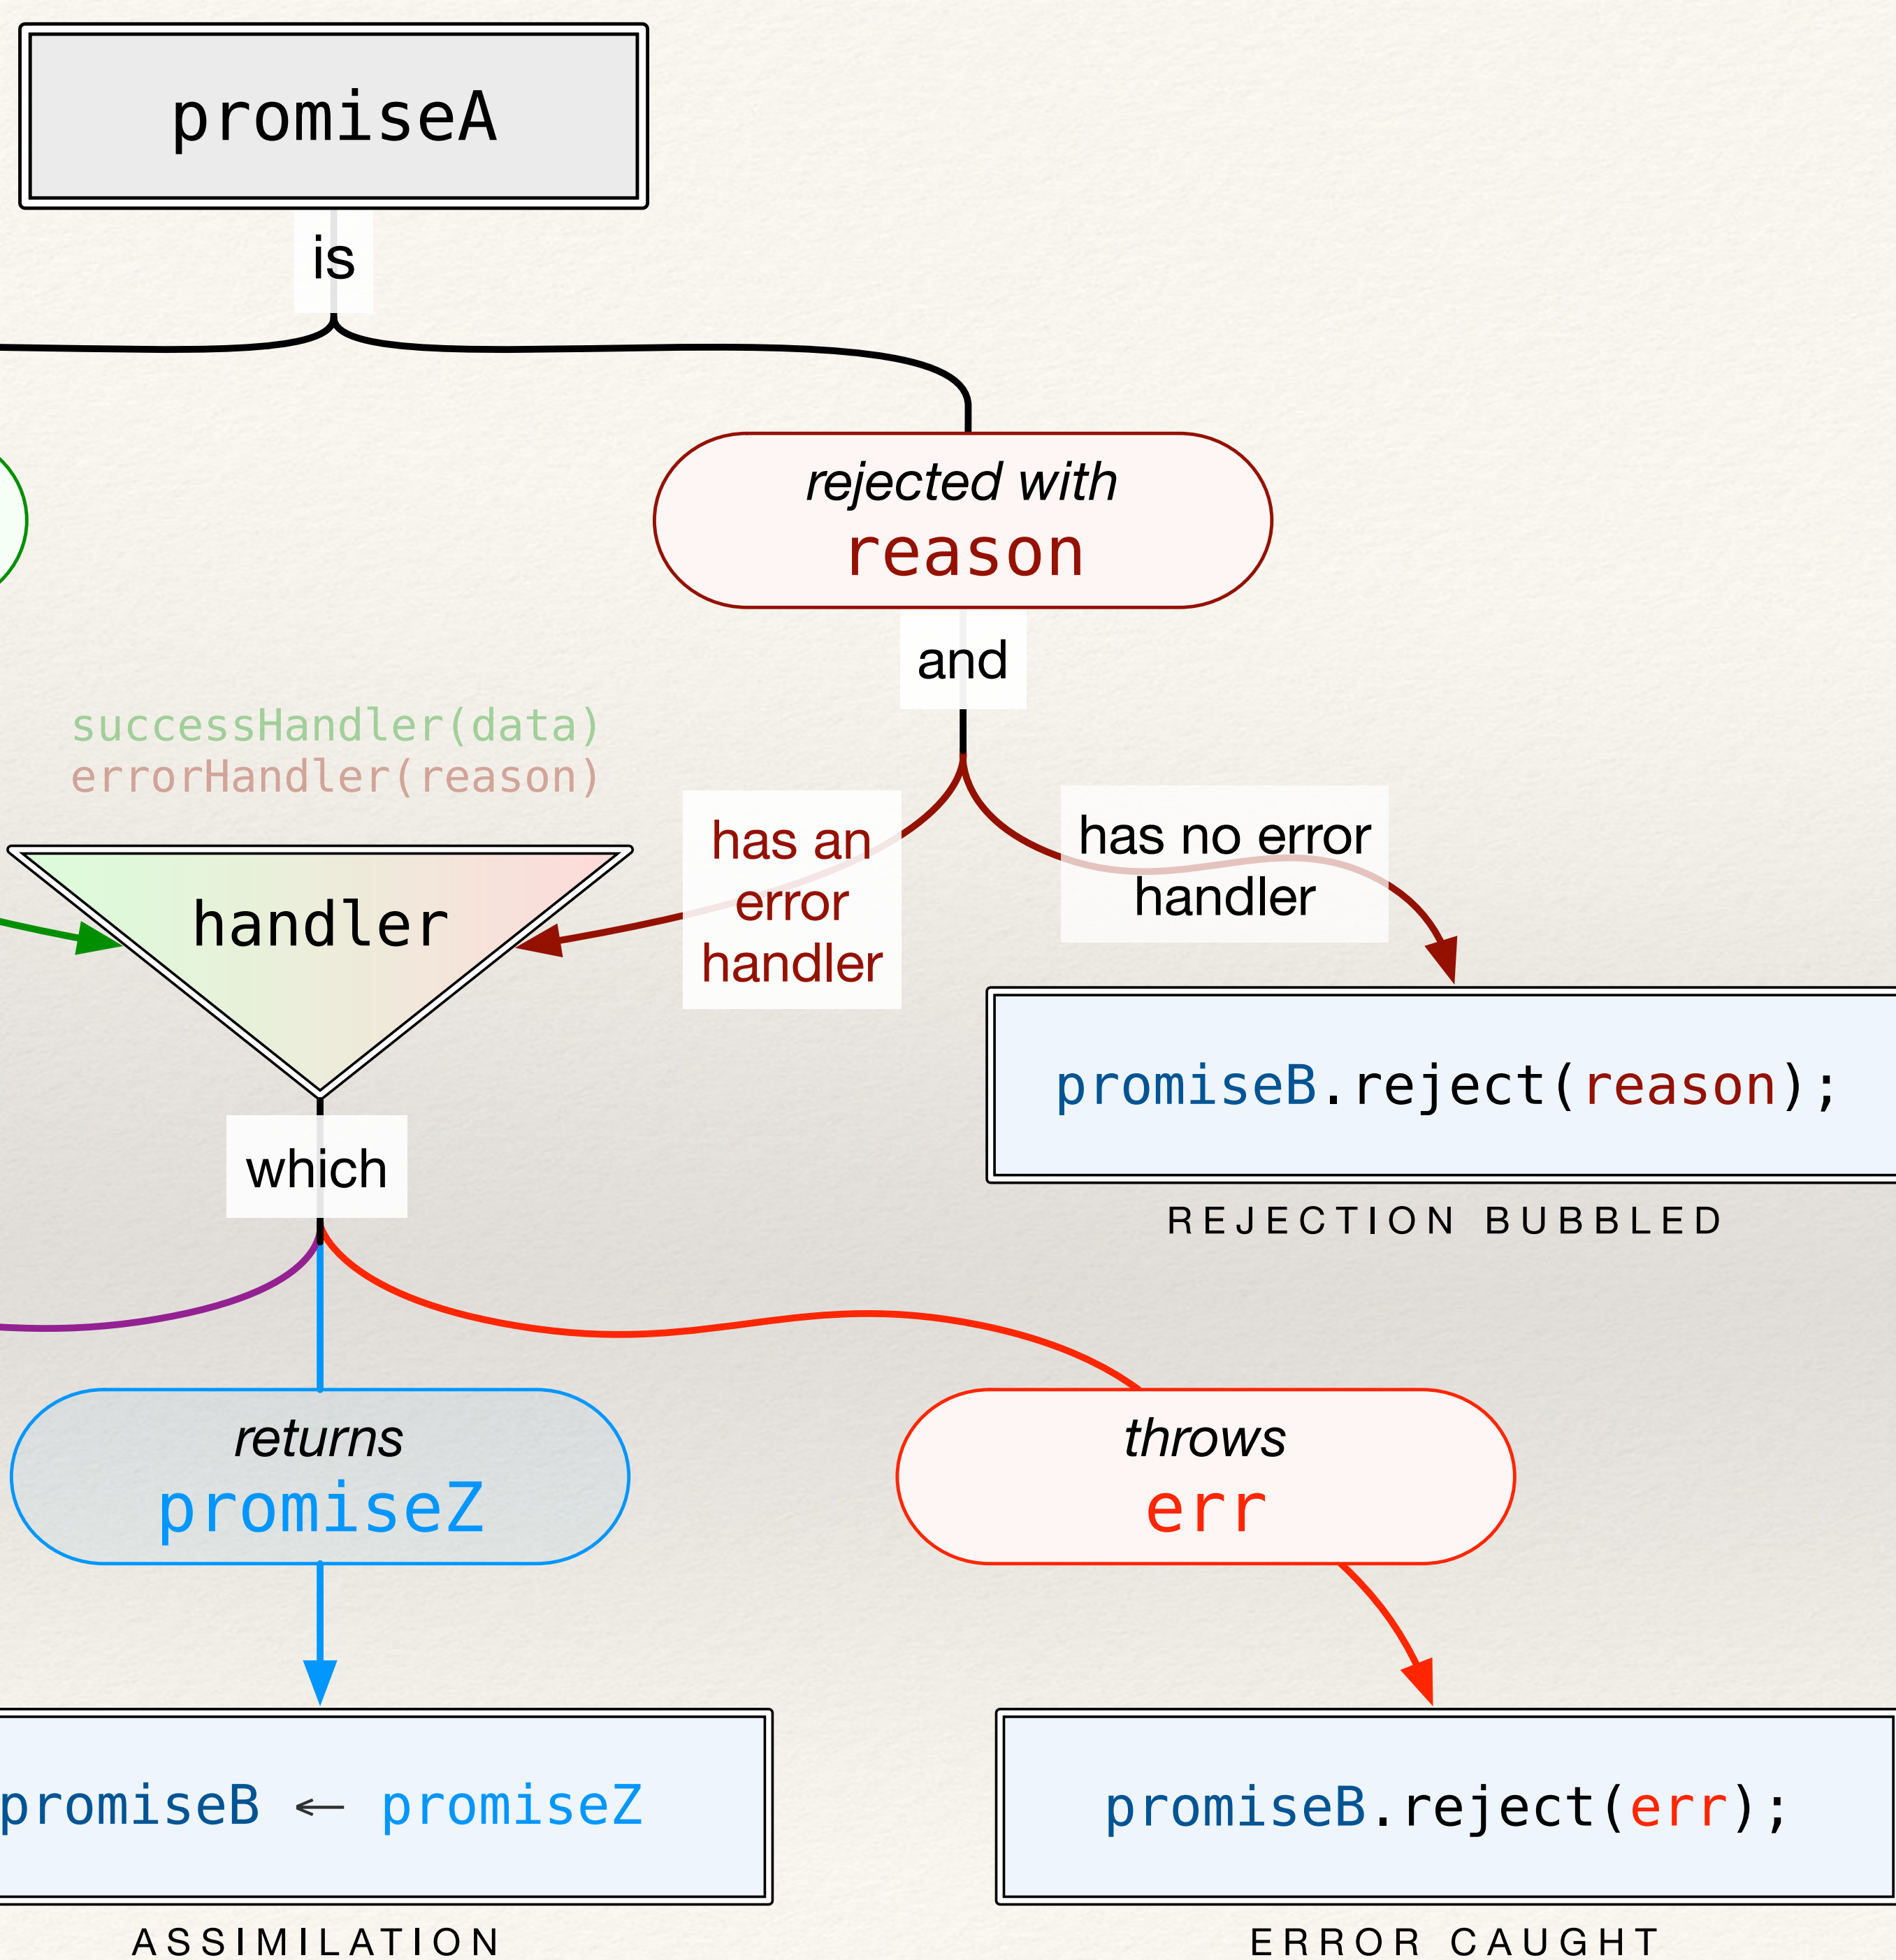 promiseA
is
rejected with
reason
and
successHandler(data)
errorHandler(reason)
has an
error
handler
has no error
handler
handler
promiseB.reject(reason);
REJECTION BUBBLED
which
returns
promiseZ
throws
err
promiseB ← promiseZ
promiseB.reject(err);
ASSIMILATION
ERROR CAUGHT